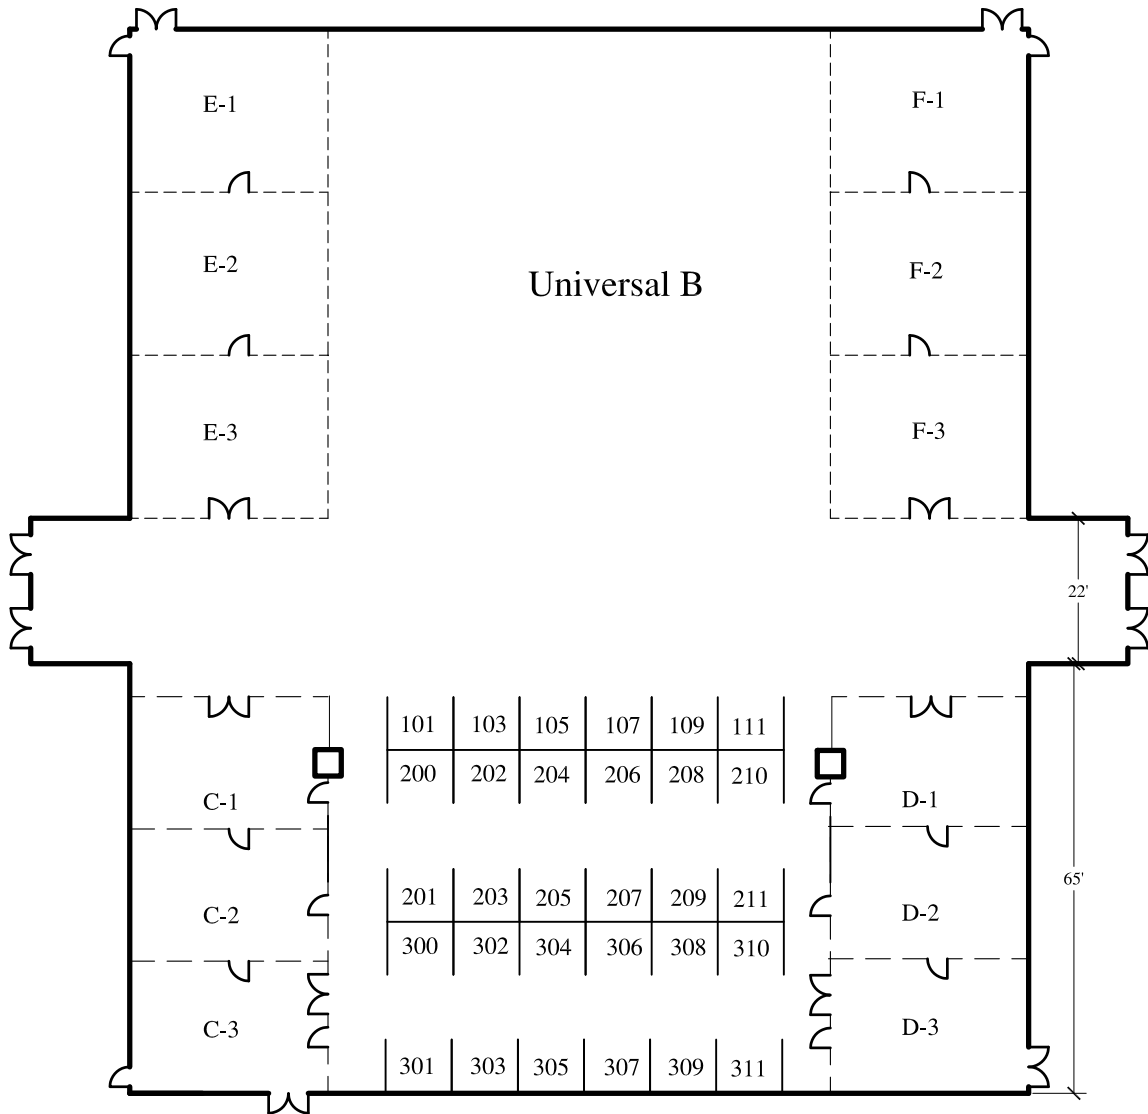 E-1 F-1
E-2 F-2
Universal B
E-3 F-3
22'
101 103 105 107 109 111
200 202 204 206 208 210
C-1 D-1
65'
201 203 205 207 209 211
C-2 D-2
300 302 304 306 308 310
C-3 D-3
301 303 305 307 309 311